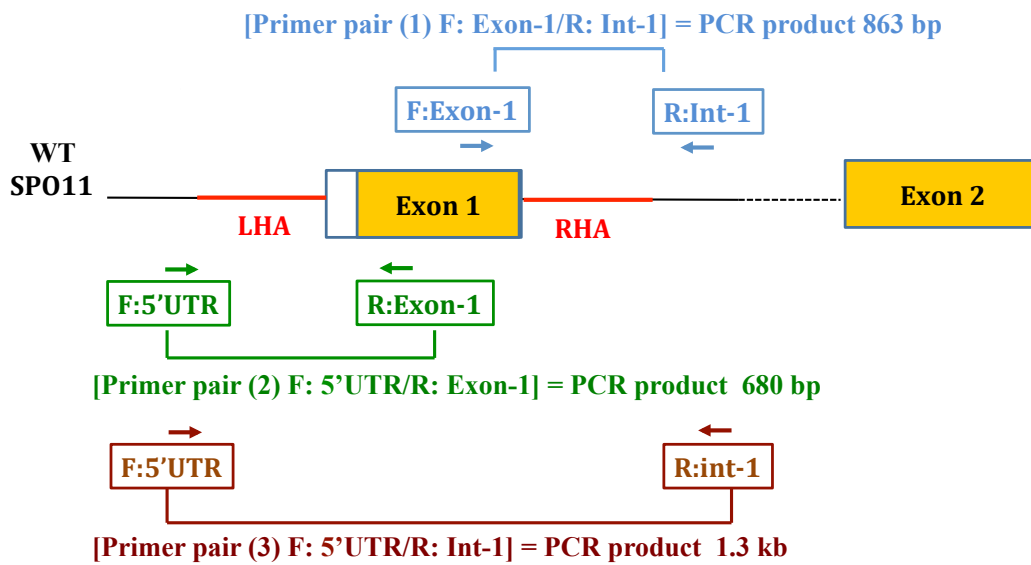 [Primer pair (1) F: Exon-1/R: Int-1] = PCR product 863 bp
F:Exon-1
R:Int-1
WT
SPO11
Exon 1
Exon 2
LHA
RHA
F:5’UTR
R:Exon-1
[Primer pair (2) F: 5’UTR/R: Exon-1] = PCR product 680 bp
F:5’UTR
R:int-1
[Primer pair (3) F: 5’UTR/R: Int-1] = PCR product 1.3 kb